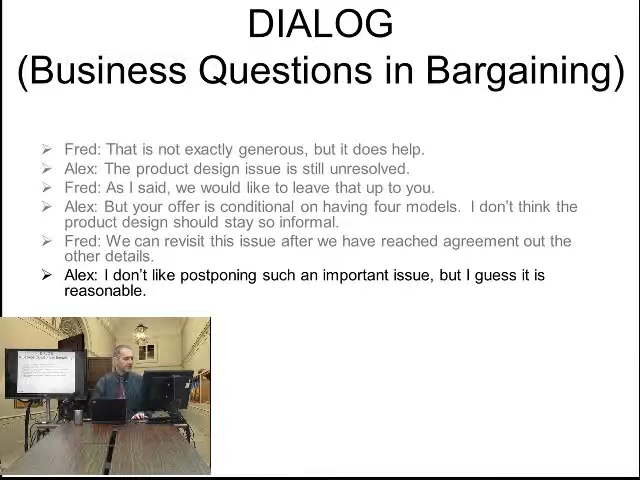 DIALOG
(Business Questions in Bargaining)
Fred: That is not exactly generous, but it does help.
Alex: The product design issue is still unresolved.
Fred: As I said, we would like to leave that up to you.
Alex: But your offer is conditional on having four models.  I don't think the
product design should stay so informal.
Fred: We can revisit this issue after we have reached agreement out the
other details.
Alex: I don't like postponing such an important issue, but I guess it is
reasonable.